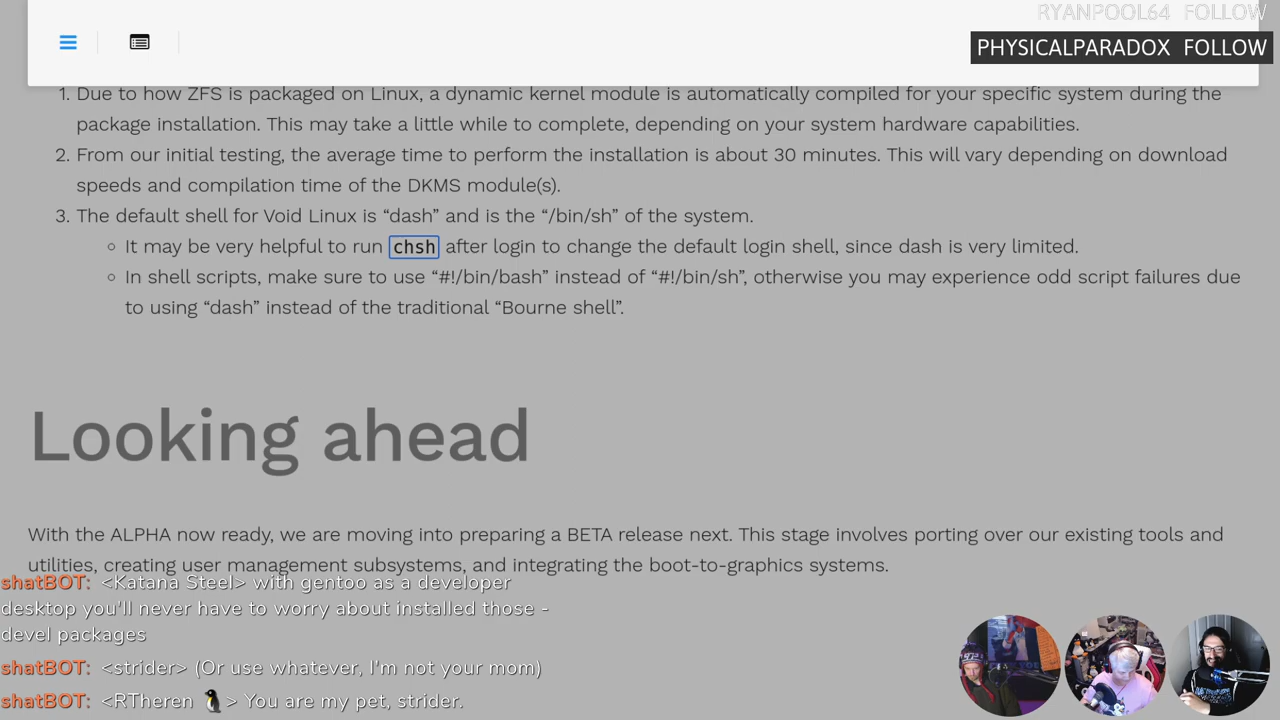 RYANPOOL64 FOLLOW
PHYSICALPARADOX FOLLOW
1. Due to how ZFS is packaged on Linux, a dynamic kernel module is automatically compiled for your specific system during the
package installation. This may take a little while to complete, depending on your system hardware capabilities.
2. From our initial testing, the average time to perform the installation is about 30 minutes. This will vary depending on download
speeds and compilation time of the DKMS module(s).
3. The default shell for Void Linux is “dash” and is the “/bin/sh” of the system.
◦ It may be very helpful to run chsh after login to change the default login shell, since dash is very limited.
◦ In shell scripts, make sure to use “#!/bin/bash” instead of “#!/bin/sh”, otherwise you may experience odd script failures due
to using “dash” instead of the traditional “Bourne shell”.
Looking ahead
With the ALPHA now ready, we are moving into preparing a BETA release next. This stage involves porting over our existing tools and
utilities, creating user management subsystems, and integrating the boot-to-graphics systems.
shatBOT: <Katana Steel> with gentoo as a developer
desktop you'll never have to worry about installed those -
devel packages
shatBOT: <strider> (Or use whatever, I'm not your mom)
shatBOT: <RTheren 🐧> You are my pet, strider.